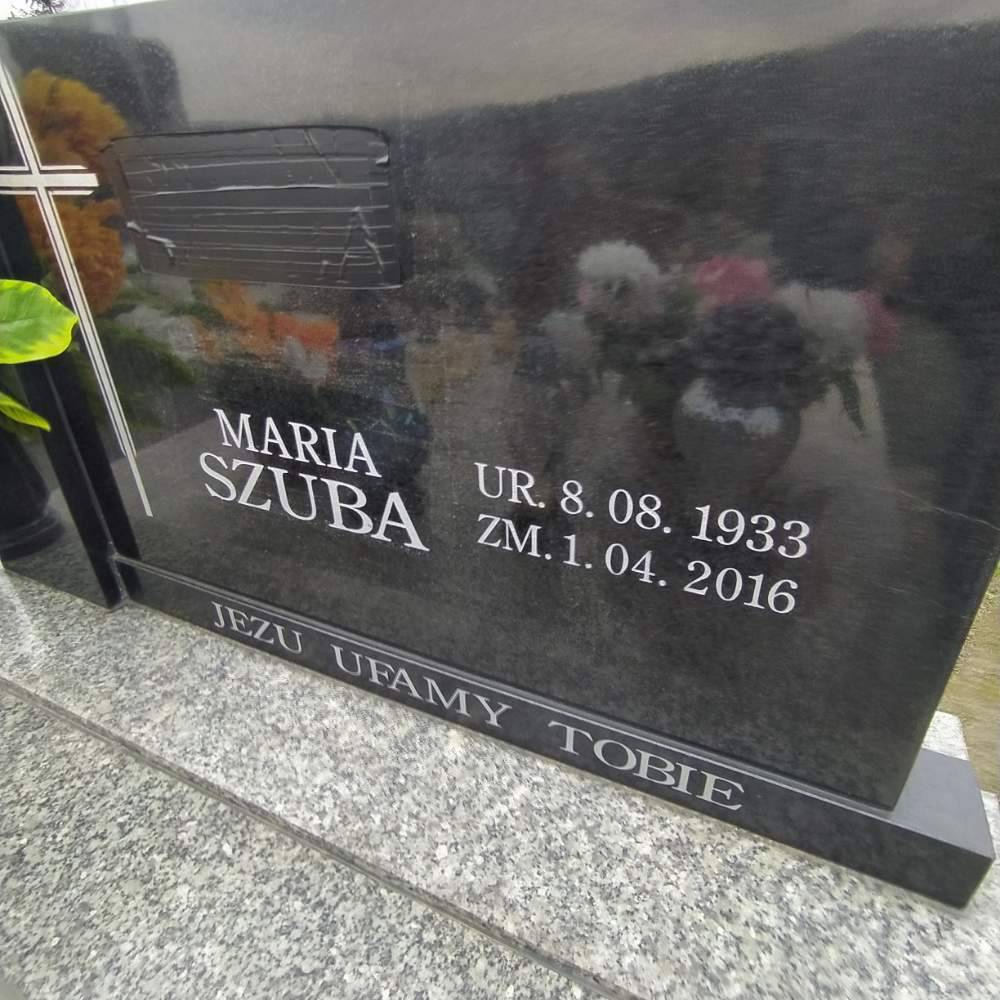 MARIA
SZUBA
UR. 8. 08. 1933
ZM. 1. 04. 2016
JEZU UFAMY TOBIE